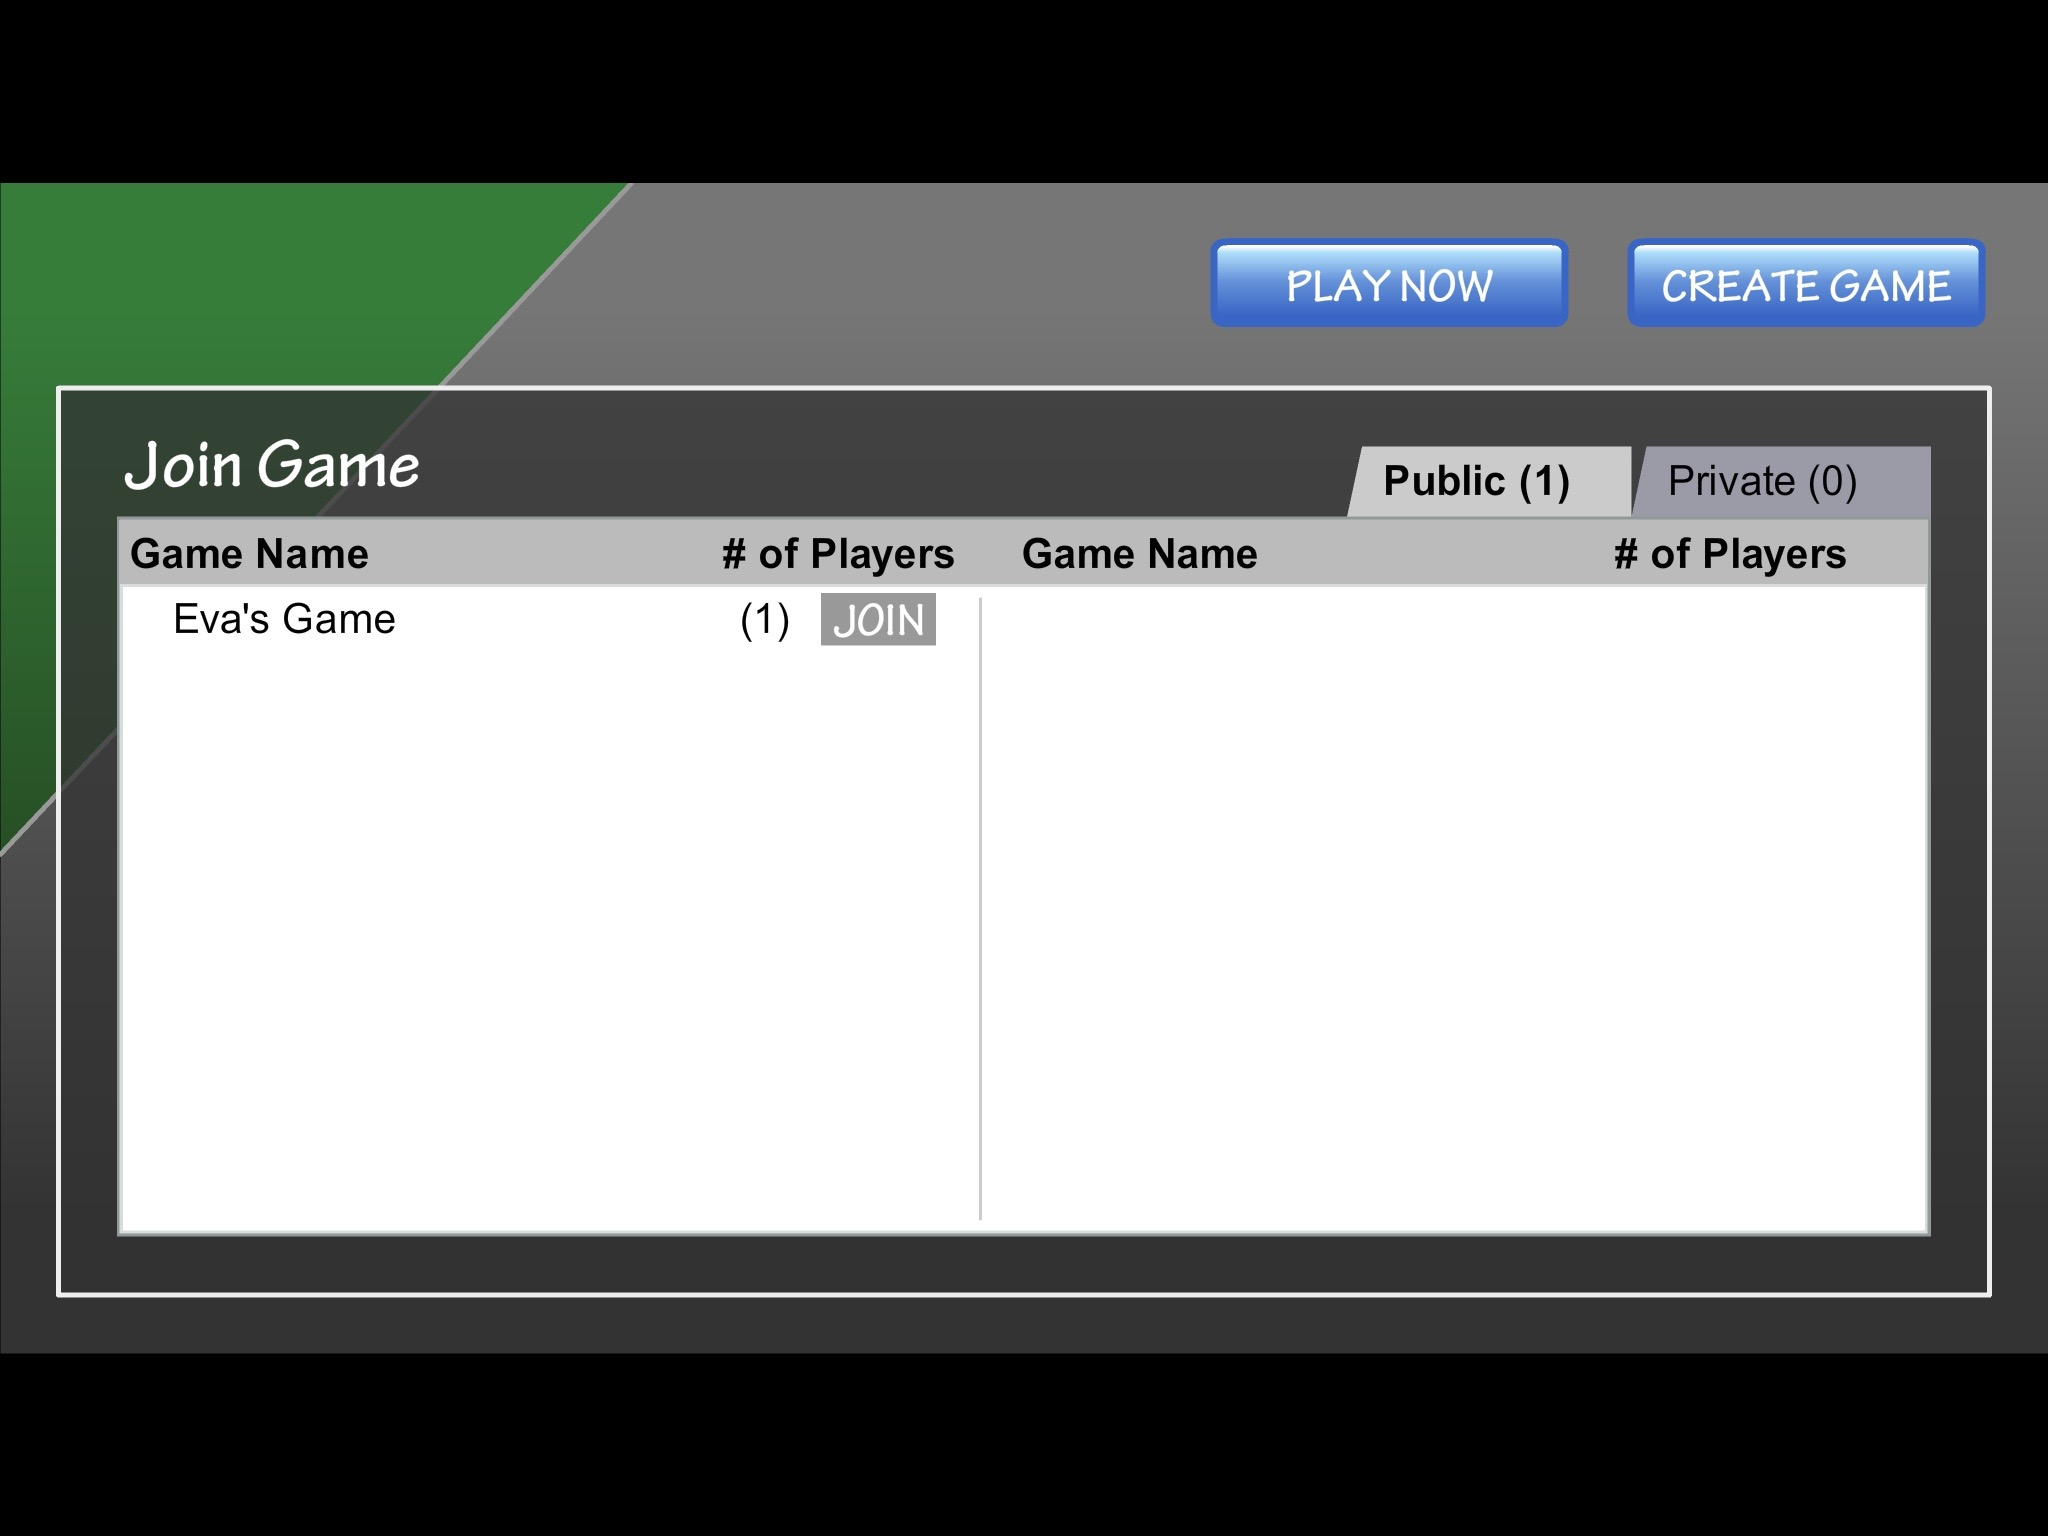 PLAY NOW
CREATE GAME
Join Game
Public (1)
Private (0)
Game Name # of Players Game Name # of Players
Eva's Game (1) JOIN